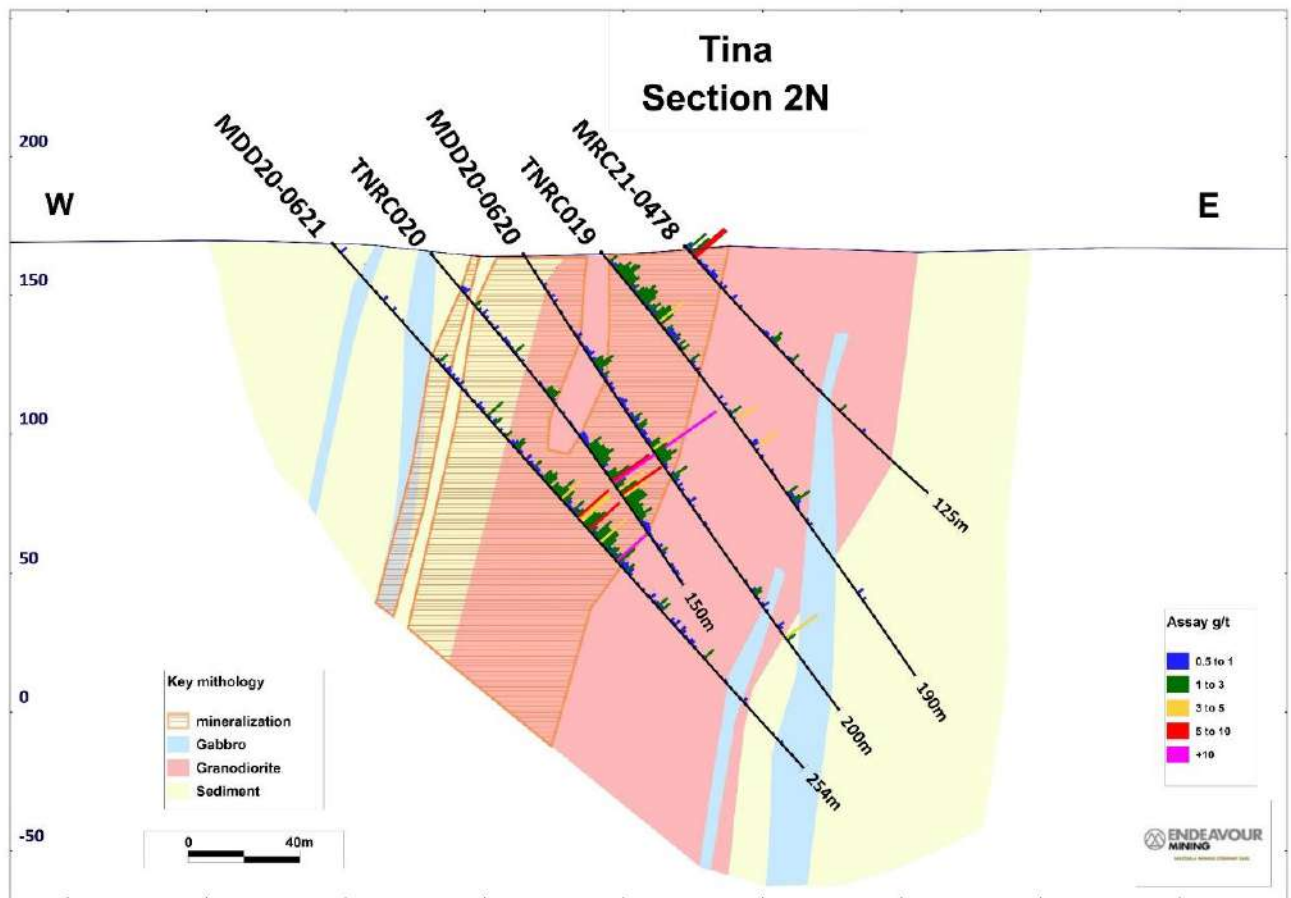 Tina
Section 2N
200
150
100
50
0
-50
W
E
MDD20-0621
TNRC020
MDD20-0620
TNRC019
MRC21-0478
125m
150m
190m
200m
254m
Key mithology
mineralization
Gabbro
Granodiorite
Sediment
0 40m
Assay g/t
0.5 to 1
1 to 3
3 to 5
5 to 10
+10
ENDEAVOUR
MINING